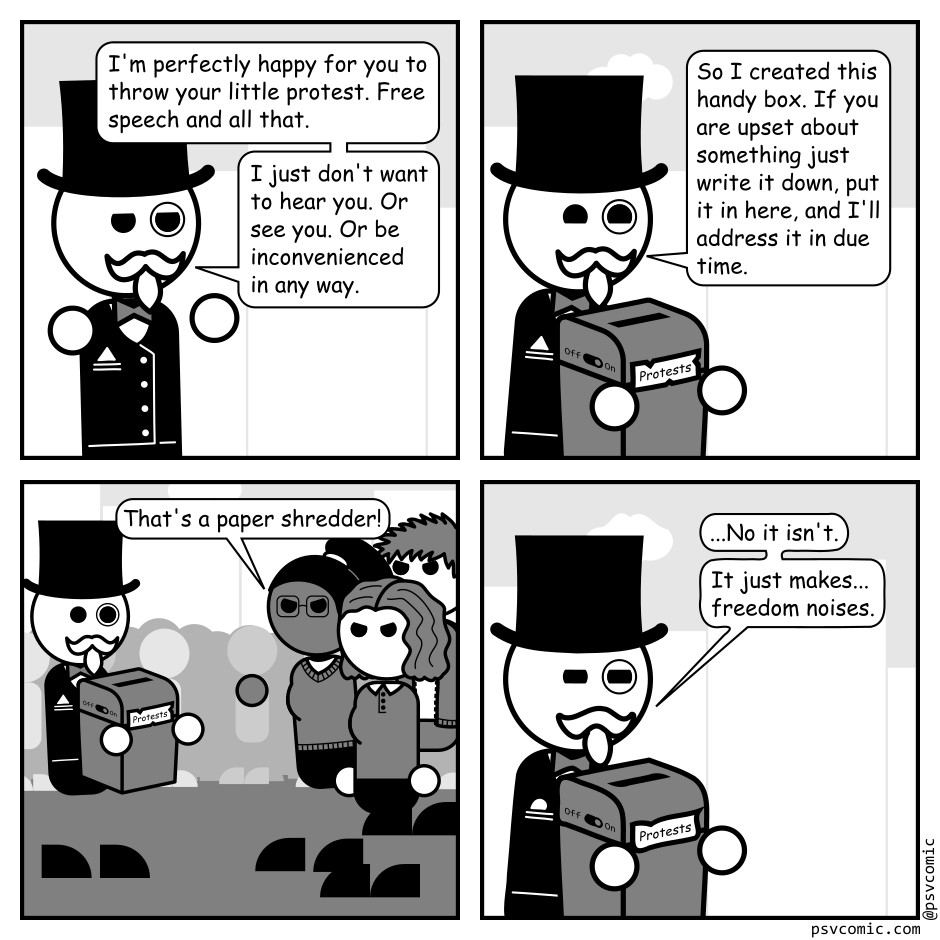 I'm perfectly happy for you to
throw your little protest. Free
speech and all that.
I just don't want
to hear you. Or
see you. Or be
inconvenienced
in any way.
So I created this
handy box. If you
are upset about
something just
write it down, put
it in here, and I'll
address it in due
time.
Off On
Protests
That's a paper shredder!
Off On
Protests
...No it isn't.
It just makes...
freedom noises.
Off On
Protests
@psvcomic
psvcomic.com